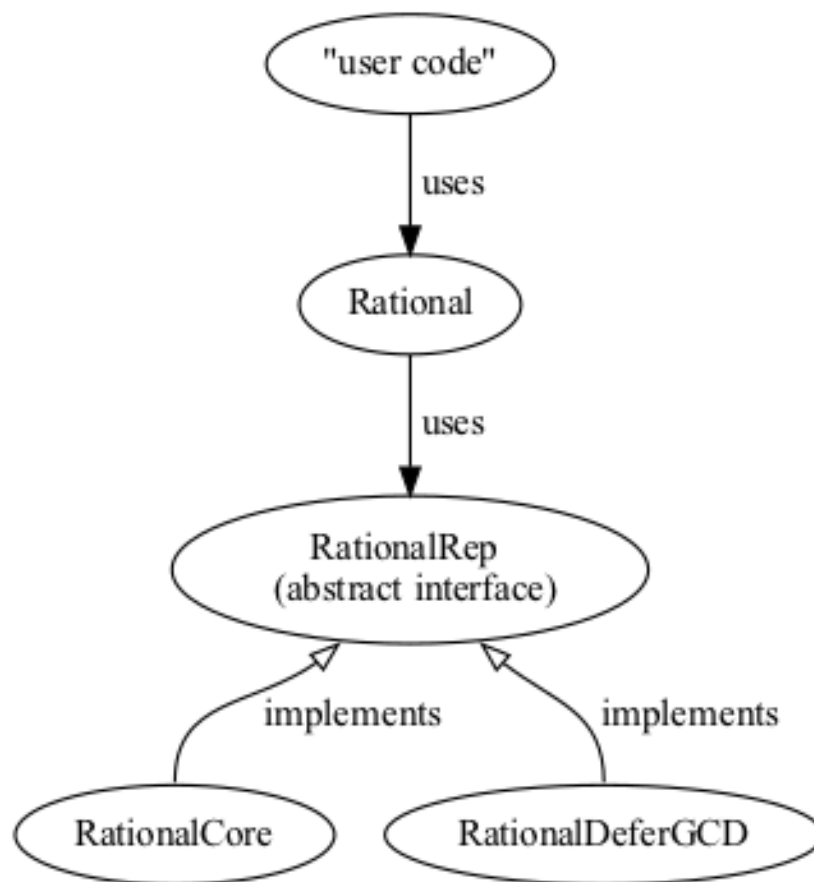 "user code"
uses
Rational
uses
RationalRep
(abstract interface)
implements
implements
RationalCore
RationalDeferGCD